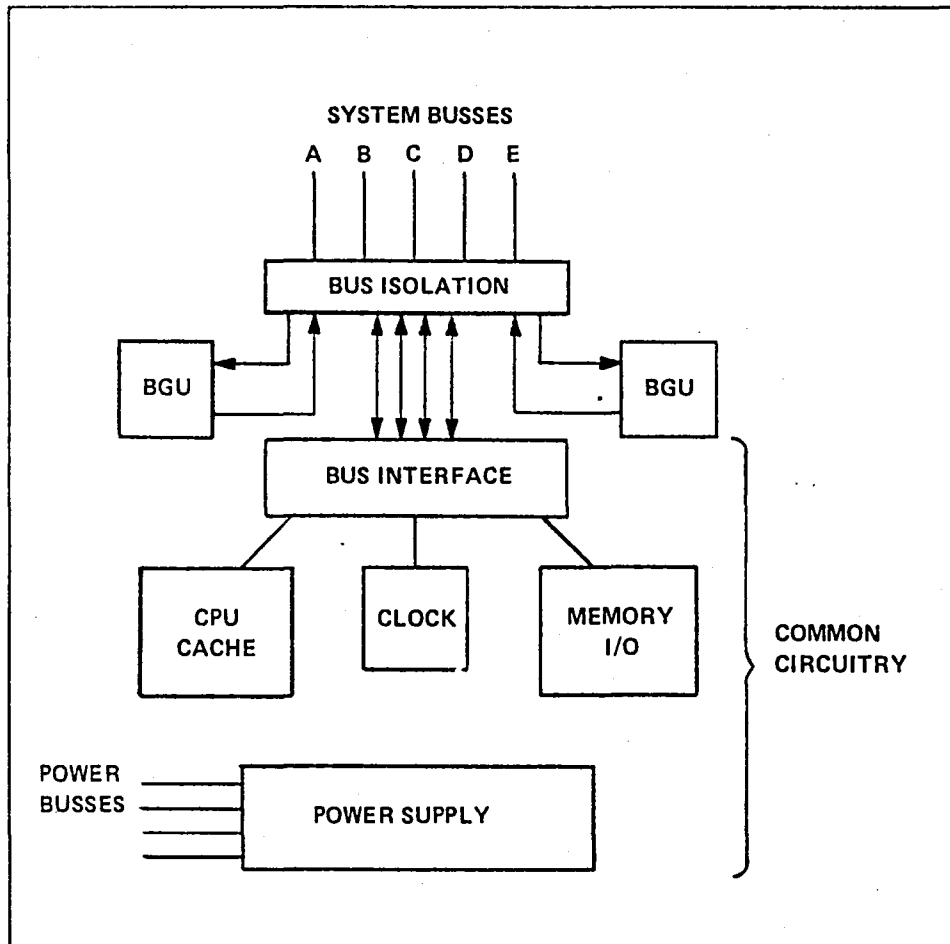 SYSTEM BUSSES
A B C D E
BUS ISOLATION
BGU
BGU
BUS INTERFACE
CPU
CACHE
CLOCK
MEMORY
I/O
COMMON
CIRCUITRY
POWER
BUSSES
POWER SUPPLY